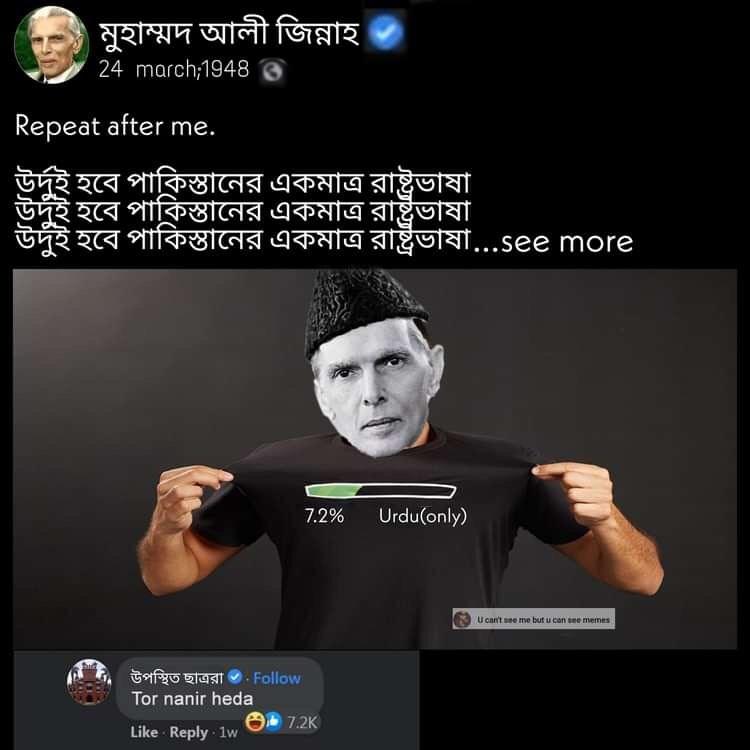 মুহাম্মদ আলী জিন্নাহ
24 march;1948
Repeat after me.
উর্দুই হবে পাকিস্তানের একমাত্র রাষ্ট্রভাষা
উর্দুই হবে পাকিস্তানের একমাত্র রাষ্ট্রভাষা
উর্দুই হবে পাকিস্তানের একমাত্র রাষ্ট্রভাষা...see more
7.2% Urdu(only)
U can't see me but u can see memes
উপস্থিত ছাত্ররা · Follow
Tor nanir heda
Like · Reply · 1w 7.2K